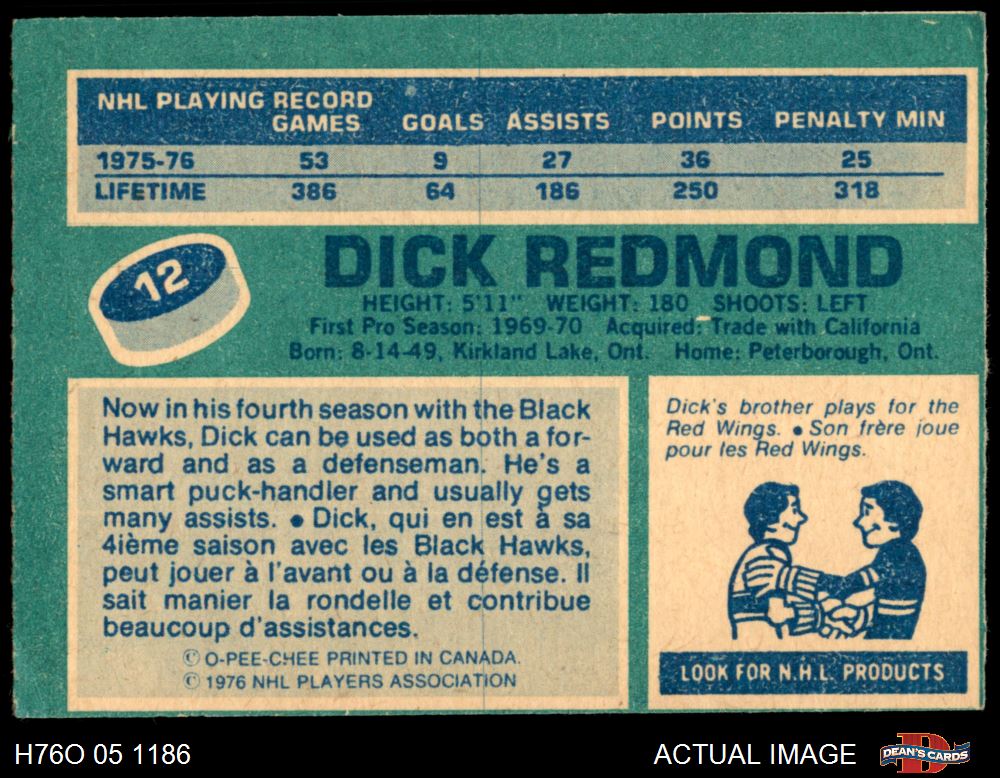 NHL PLAYING RECORD
GAMES GOALS ASSISTS POINTS PENALTY MIN
1975-76 53 9 27 36 25
LIFETIME 386 64 186 250 318
12
DICK REDMOND
HEIGHT: 5'11" WEIGHT: 180 SHOOTS: LEFT
First Pro Season: 1969-70 Acquired: Trade with California
Born: 8-14-49, Kirkland Lake, Ont. Home: Peterborough, Ont.
Now in his fourth season with the Black
Hawks, Dick can be used as both a for-
ward and as a defenseman. He's a
smart puck-handler and usually gets
many assists. • Dick, qui en est à sa
4ième saison avec les Black Hawks,
peut jouer à l'avant ou à la défense. Il
sait manier la rondelle et contribue
beaucoup d'assistances.
© O-PEE-CHEE PRINTED IN CANADA.
© 1976 NHL PLAYERS ASSOCIATION
Dick's brother plays for the
Red Wings. • Son frère joue
pour les Red Wings.
LOOK FOR N.H.L. PRODUCTS
H76O 05 1186
ACTUAL IMAGE
D
DEAN'S CARDS